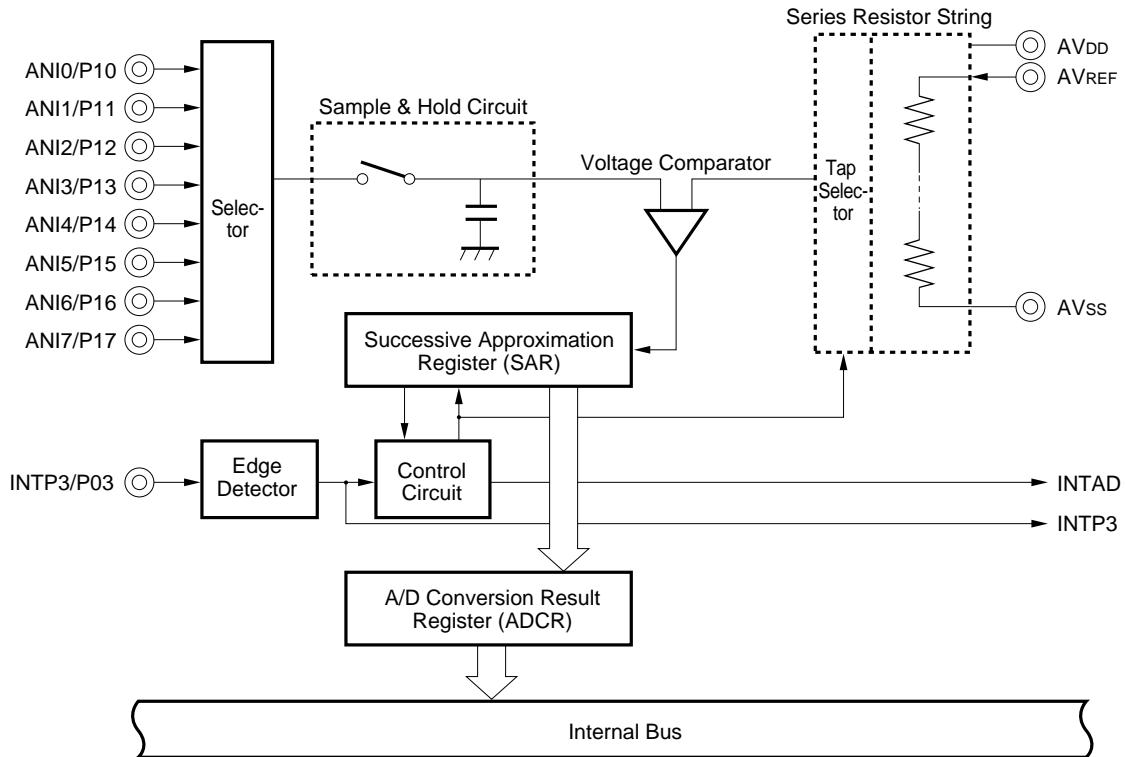 Series Resistor String
AVDD
AVREF
ANI0/P10
ANI1/P11
ANI2/P12
ANI3/P13
ANI4/P14
ANI5/P15
ANI6/P16
ANI7/P17
Selec-
tor
Sample & Hold Circuit
Voltage Comparator
Tap
Selec-
tor
AVSS
Successive Approximation
Register (SAR)
INTP3/P03
Edge
Detector
Control
Circuit
INTAD
INTP3
A/D Conversion Result
Register (ADCR)
Internal Bus